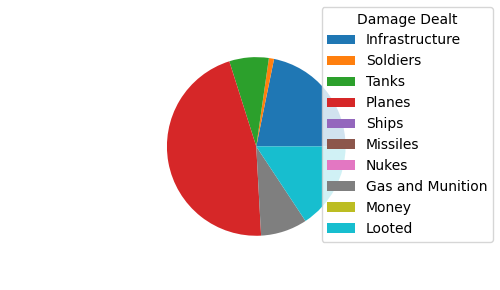 Damage Dealt
Infrastructure
Soldiers
Tanks
Planes
Ships
Missiles
Nukes
Gas and Munition
Money
Looted